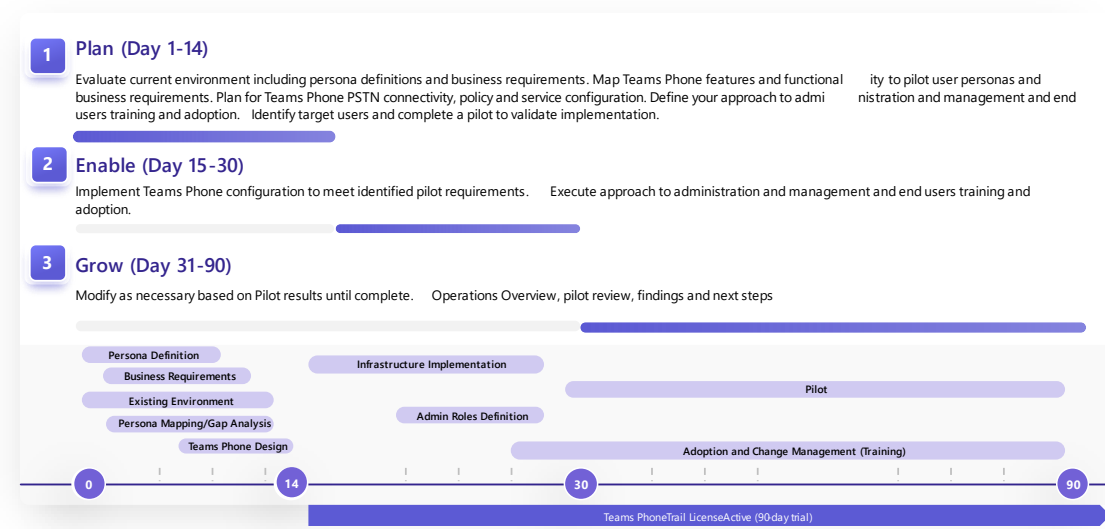 1
Plan (Day 1-14)
Evaluate current environment including persona definitions and business requirements. Map Teams Phone features and functional ity to pilot user personas and
business requirements. Plan for Teams Phone PSTN connectivity, policy and service configuration. Define your approach to admi nistration and management and end
users training and adoption. Identify target users and complete a pilot to validate implementation.
2
Enable (Day 15-30)
Implement Teams Phone configuration to meet identified pilot requirements. Execute approach to administration and management and end users training and
adoption.
3
Grow (Day 31-90)
Modify as necessary based on Pilot results until complete. Operations Overview, pilot review, findings and next steps
Persona Definition
Infrastructure Implementation
Business Requirements
Pilot
Existing Environment
Admin Roles Definition
Persona Mapping/Gap Analysis
Teams Phone Design
Adoption and Change Management (Training)
0
14
30
90
Teams PhoneTrail LicenseActive (90-day trial)